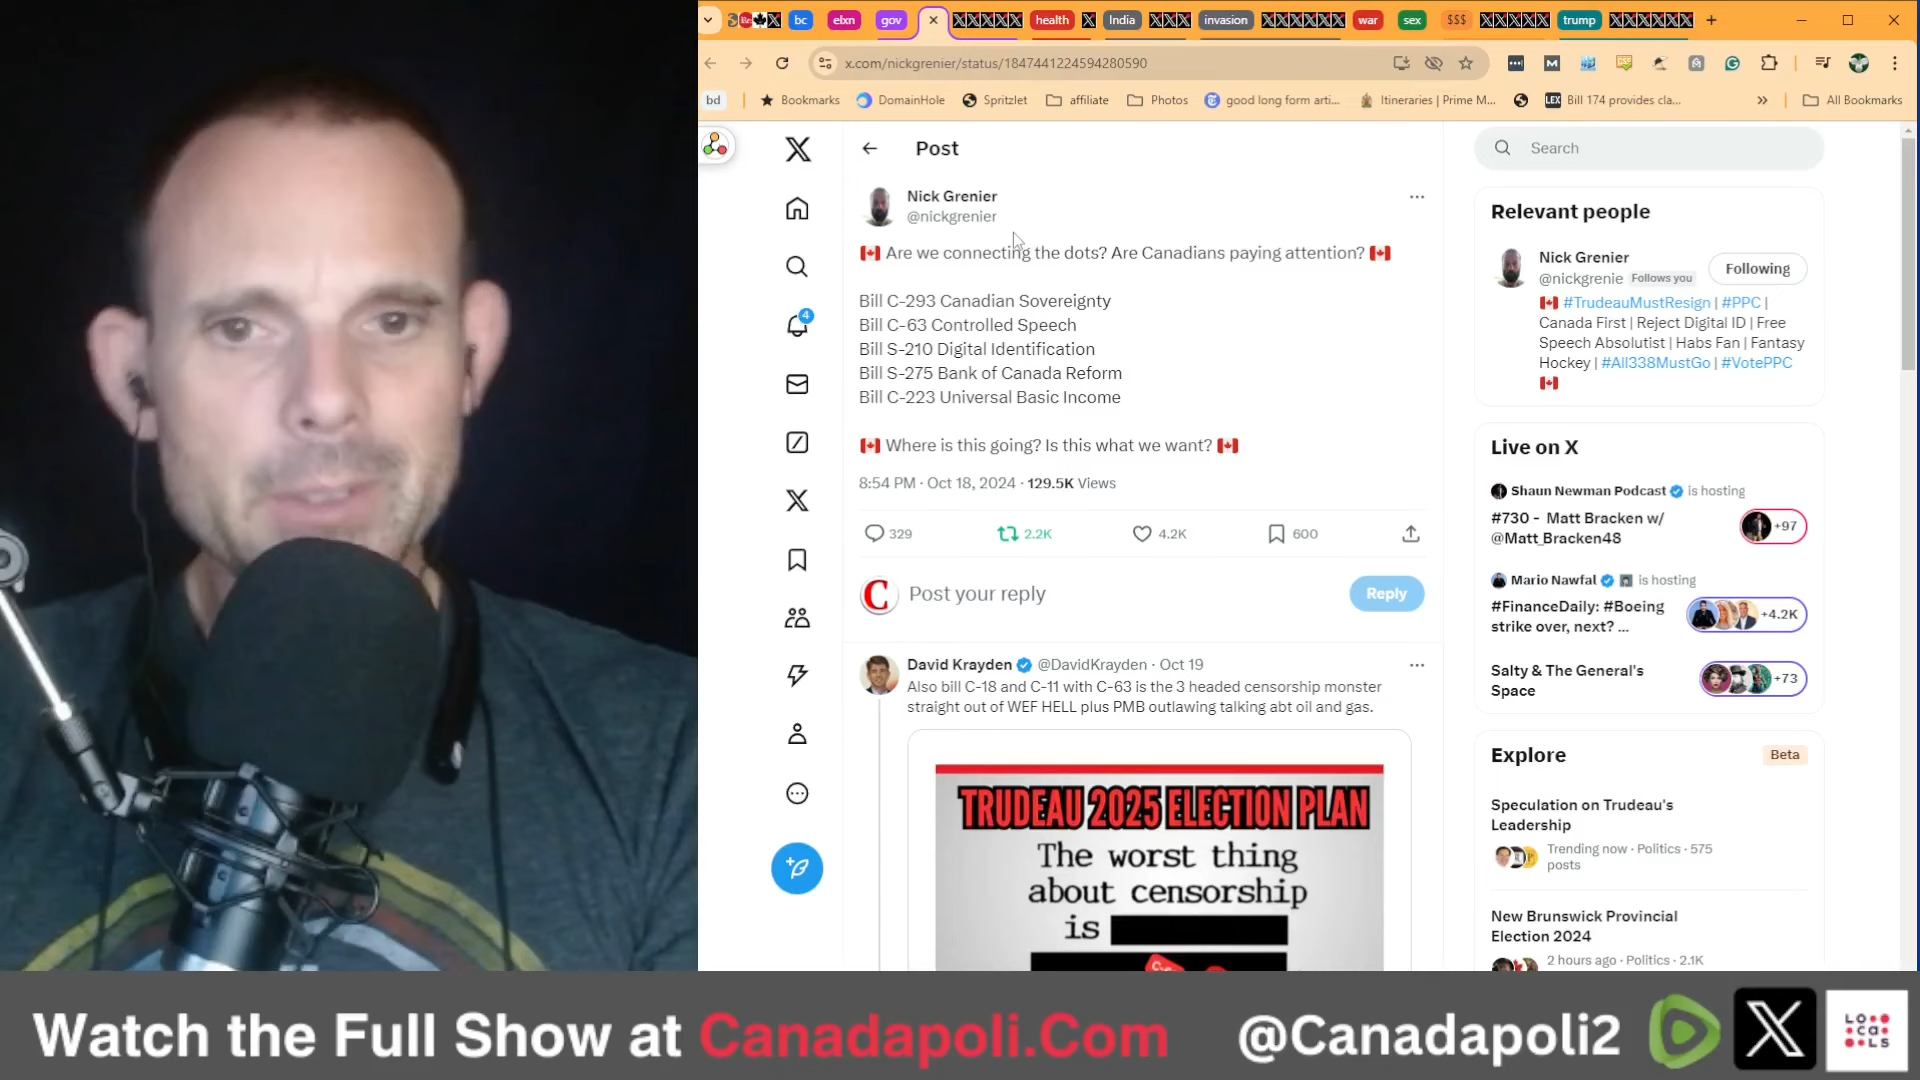 bc
elxn
gov
health
India
invasion
war
sex
$$$
trump
x.com/nickgrenier/status/1847441224594280590
bd
Bookmarks
DomainHole
Spritzlet
affiliate
Photos
good long form arti...
Itineraries | Prime M...
LEX
Bill 174 provides cla...
All Bookmarks
Post
Nick Grenier
@nickgrenier
Are we connecting the dots? Are Canadians paying attention?
Bill C-293 Canadian Sovereignty
Bill C-63 Controlled Speech
Bill S-210 Digital Identification
Bill S-275 Bank of Canada Reform
Bill C-223 Universal Basic Income
Where is this going? Is this what we want?
8:54 PM · Oct 18, 2024 · 129.5K Views
329
2.2K
4.2K
600
C
Post your reply
Reply
David Krayden @DavidKrayden · Oct 19
Also bill C-18 and C-11 with C-63 is the 3 headed censorship monster
straight out of WEF HELL plus PMB outlawing talking abt oil and gas.
TRUDEAU 2025 ELECTION PLAN
The worst thing
about censorship
is
4
Search
Relevant people
Nick Grenier
@nickgrenie Follows you
Following
#TrudeauMustResign | #PPC |
Canada First | Reject Digital ID | Free
Speech Absolutist | Habs Fan | Fantasy
Hockey | #All338MustGo | #VotePPC
Live on X
Shaun Newman Podcast is hosting
#730 - Matt Bracken w/
@Matt_Bracken48
+97
Mario Nawfal is hosting
#FinanceDaily: #Boeing
strike over, next? ...
+4.2K
Salty & The General's
Space
+73
Explore
Beta
Speculation on Trudeau's
Leadership
Trending now · Politics · 575
posts
New Brunswick Provincial
Election 2024
2 hours ago · Politics · 2.1K
Watch the Full Show at Canadapoli.Com
@Canadapoli2
LO
CA
ALS